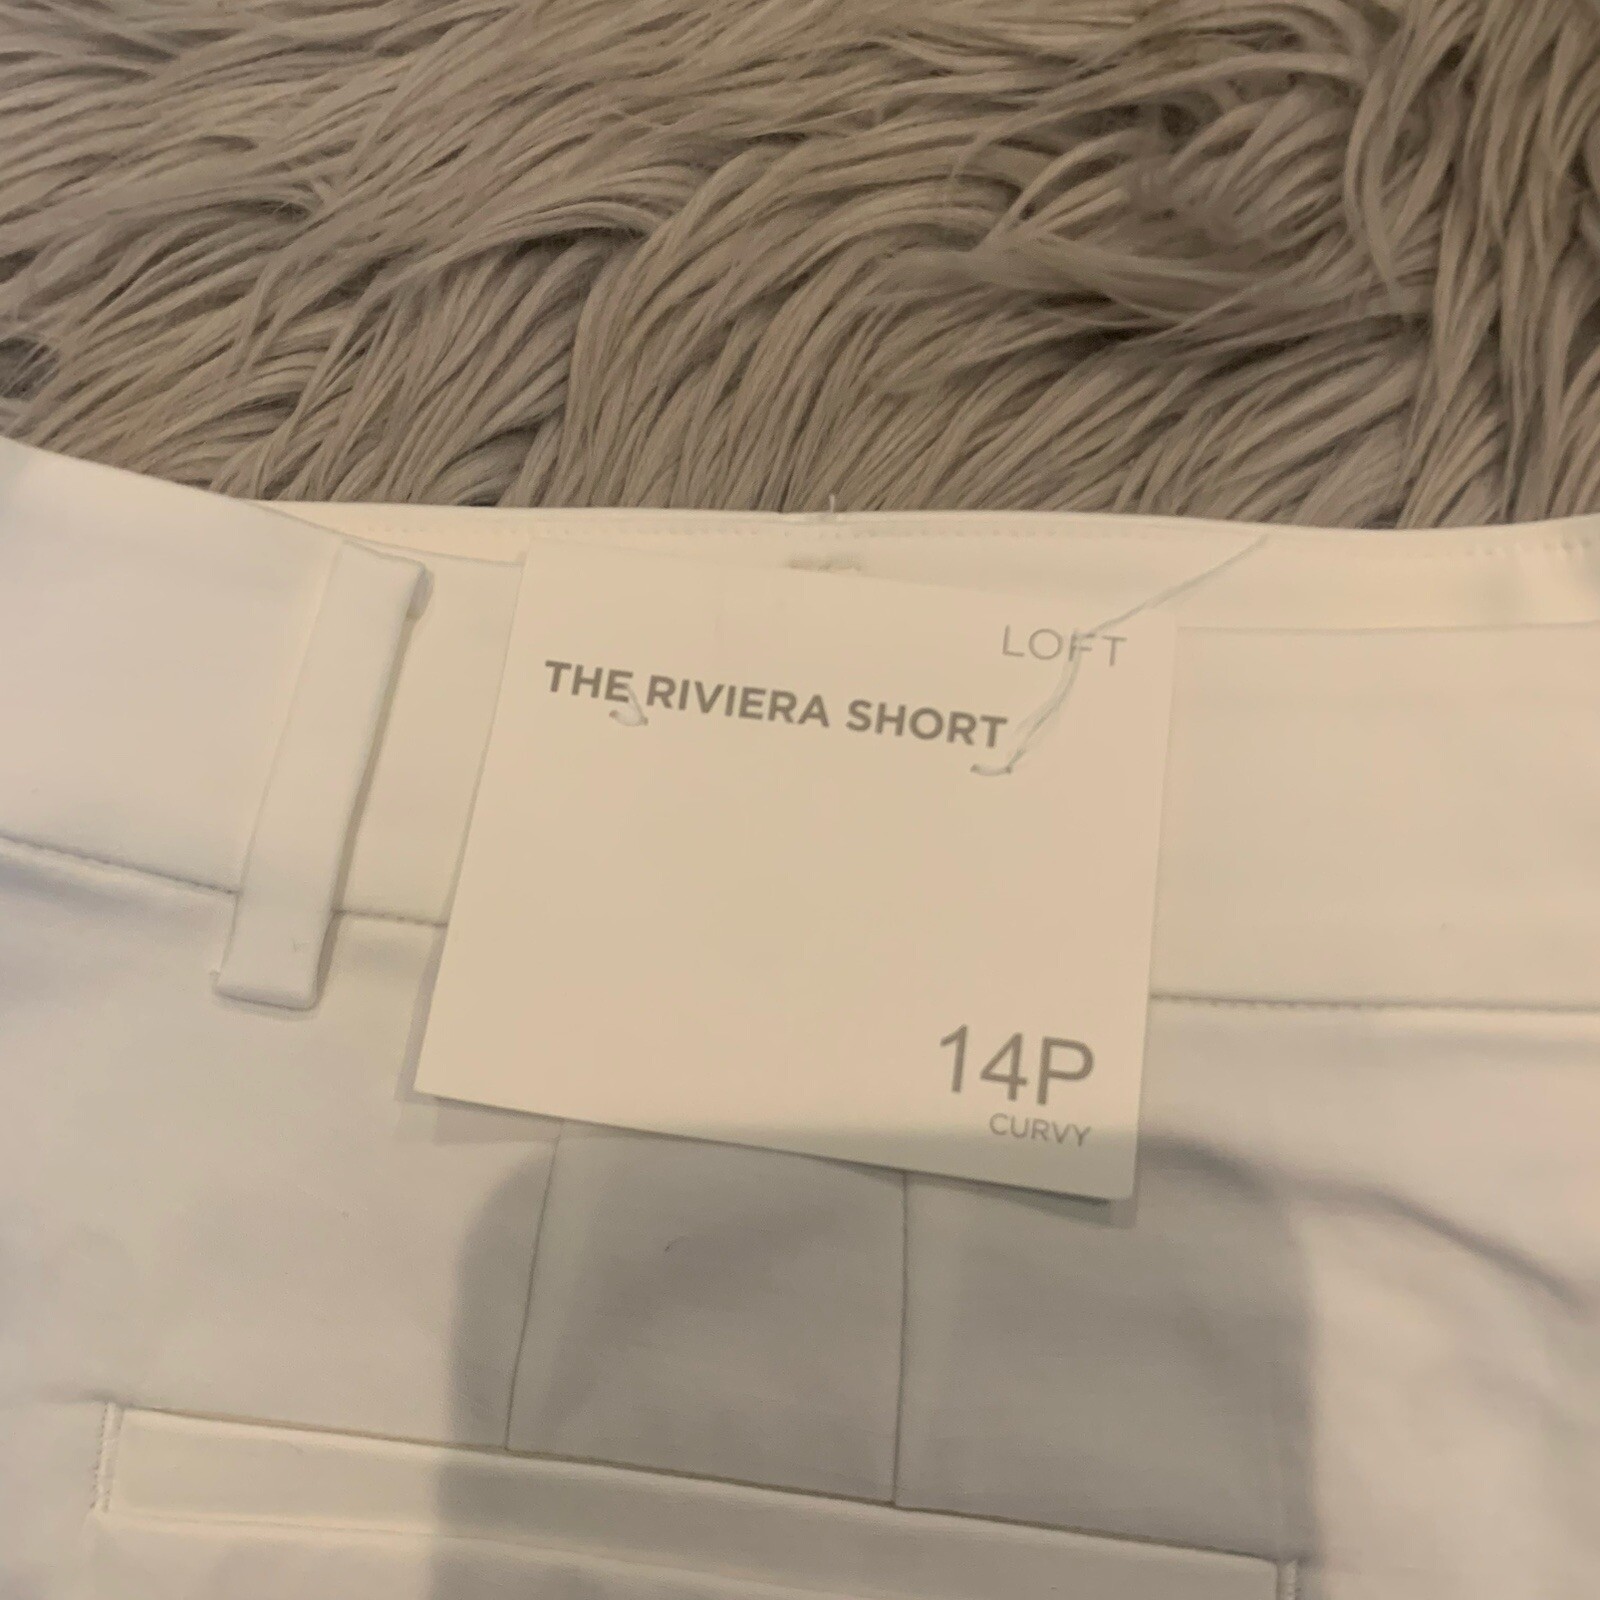 LOFT
THE RIVIERA SHORT
14P
CURVY